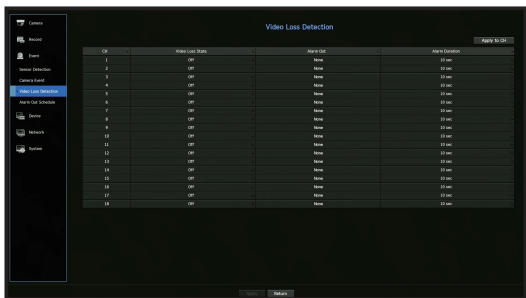 Video Loss Detection
Apply to CH
Camera
Record
Event
Sensor Detection
Camera Event
Video Loss Detection
Alarm Out Schedule
Device
Network
System
CH Video Loss State Alarm Out Alarm Duration
1 Off None 10 sec
2 Off None 10 sec
3 Off None 10 sec
4 Off None 10 sec
5 Off None 10 sec
6 Off None 10 sec
7 Off None 10 sec
8 Off None 10 sec
9 Off None 10 sec
10 Off None 10 sec
11 Off None 10 sec
12 Off None 10 sec
13 Off None 10 sec
14 Off None 10 sec
15 Off None 10 sec
16 Off None 10 sec
17 Off None 10 sec
18 Off None 10 sec
Return